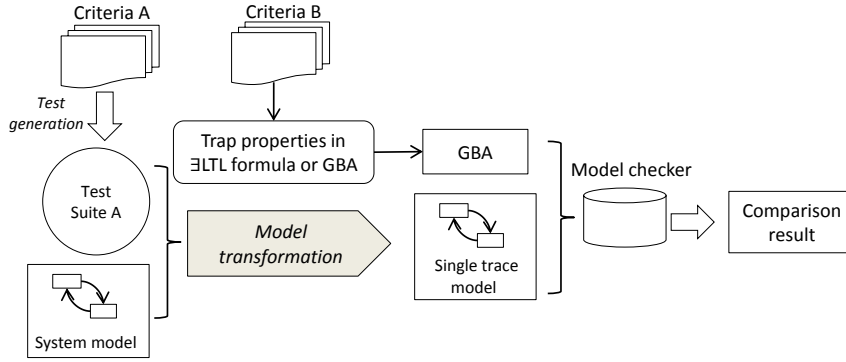 Criteria A
Criteria B
Test
generation
Trap properties in
∃LTL formula or GBA
GBA
Test
Suite A
Model
transformation
Single trace
model
Model checker
Comparison
result
System model